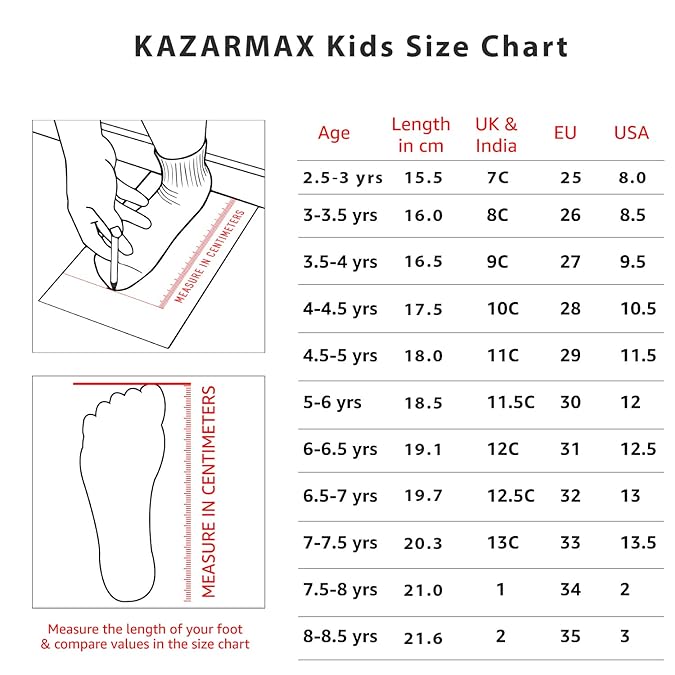 KAZARMAX Kids Size Chart
MEASURE IN CENTIMETERS
MEASURE IN CENTIMETERS
Measure the length of your foot
& compare values in the size chart
Age Length in cm UK & India EU USA
2.5-3 yrs 15.5 7C 25 8.0
3-3.5 yrs 16.0 8C 26 8.5
3.5-4 yrs 16.5 9C 27 9.5
4-4.5 yrs 17.5 10C 28 10.5
4.5-5 yrs 18.0 11C 29 11.5
5-6 yrs 18.5 11.5C 30 12
6-6.5 yrs 19.1 12C 31 12.5
6.5-7 yrs 19.7 12.5C 32 13
7-7.5 yrs 20.3 13C 33 13.5
7.5-8 yrs 21.0 1 34 2
8-8.5 yrs 21.6 2 35 3